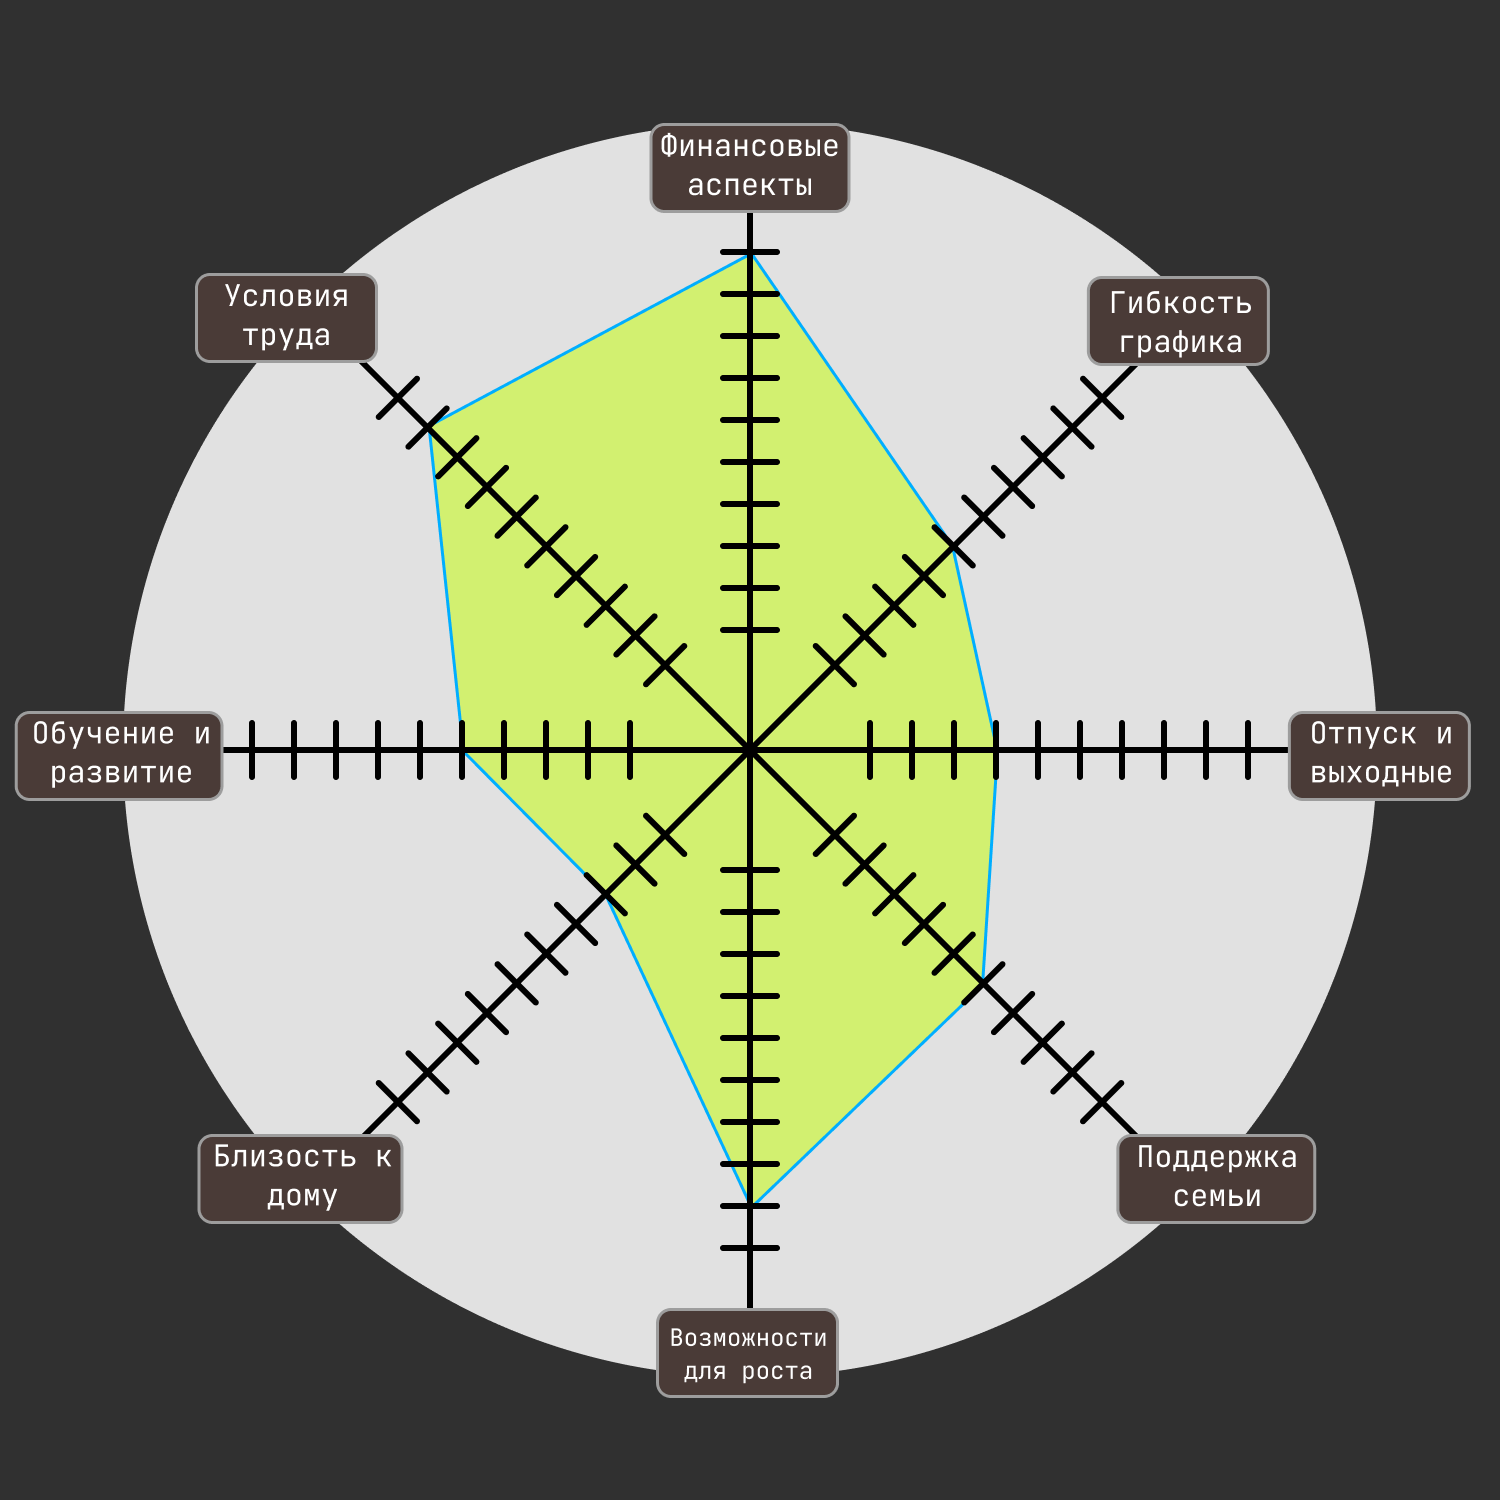 Финансовые
аспекты
Условия
труда
Гибкость
графика
Обучение и
развитие
Отпуск и
выходные
Близость к
дому
Поддержка
семьи
Возможности
для роста